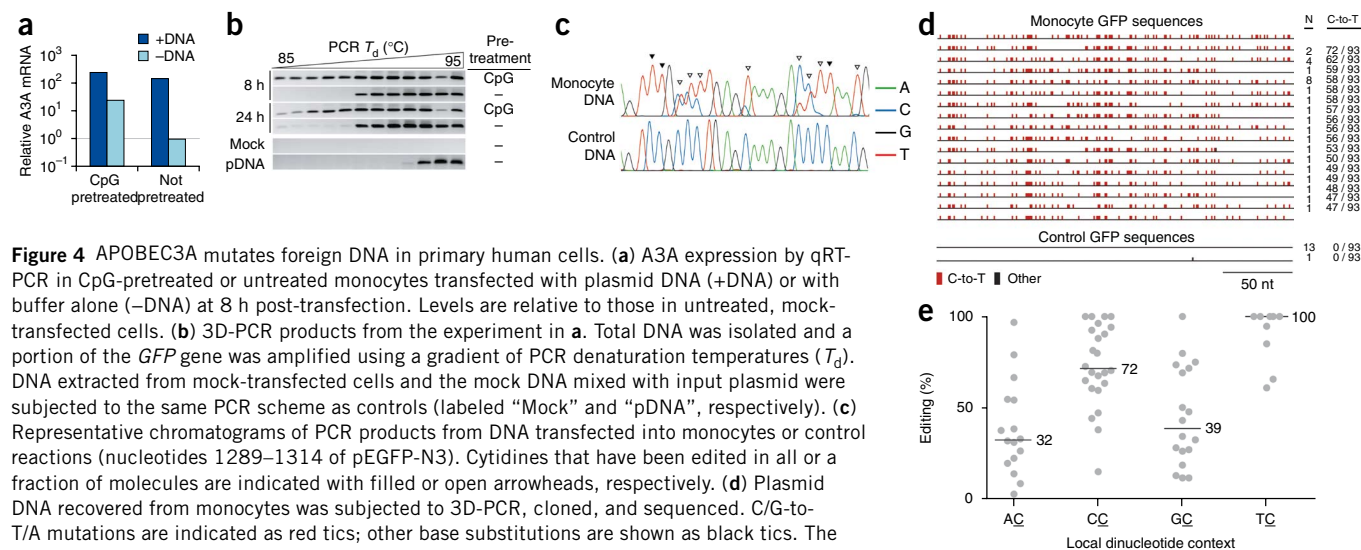 a
+DNA
–DNA
Relative A3A mRNA
10³
10²
10¹
10⁰
10⁻¹
CpG pretreated
Not pretreated
b
PCR T_d (°C)
Pre-treatment
85
95
8 h
CpG
–
24 h
CpG
–
Mock
–
pDNA
–
c
Monocyte DNA
Control DNA
A
C
G
T
d
Monocyte GFP sequences
N C-to-T
2 72 / 93
4 62 / 93
1 59 / 93
8 58 / 93
1 58 / 93
1 57 / 93
1 56 / 93
1 56 / 93
1 56 / 93
1 53 / 93
1 50 / 93
1 49 / 93
1 49 / 93
1 48 / 93
1 47 / 93
1 47 / 93
Control GFP sequences
13 0 / 93
1 0 / 93
C-to-T Other
50 nt
e
Editing (%)
100
50
0
32
72
39
100
AC CC GC TC
Local dinucleotide context
Figure 4 APOBEC3A mutates foreign DNA in primary human cells. (a) A3A expression by qRT-
PCR in CpG-pretreated or untreated monocytes transfected with plasmid DNA (+DNA) or with
buffer alone (–DNA) at 8 h post-transfection. Levels are relative to those in untreated, mock-
transfected cells. (b) 3D-PCR products from the experiment in a. Total DNA was isolated and a
portion of the GFP gene was amplified using a gradient of PCR denaturation temperatures (T_d).
DNA extracted from mock-transfected cells and the mock DNA mixed with input plasmid were
subjected to the same PCR scheme as controls (labeled “Mock” and “pDNA”, respectively). (c)
Representative chromatograms of PCR products from DNA transfected into monocytes or control
reactions (nucleotides 1289–1314 of pEGFP-N3). Cytidines that have been edited in all or a
fraction of molecules are indicated with filled or open arrowheads, respectively. (d) Plasmid
DNA recovered from monocytes was subjected to 3D-PCR, cloned, and sequenced. C/G-to-
T/A mutations are indicated as red tics; other base substitutions are shown as black tics. The